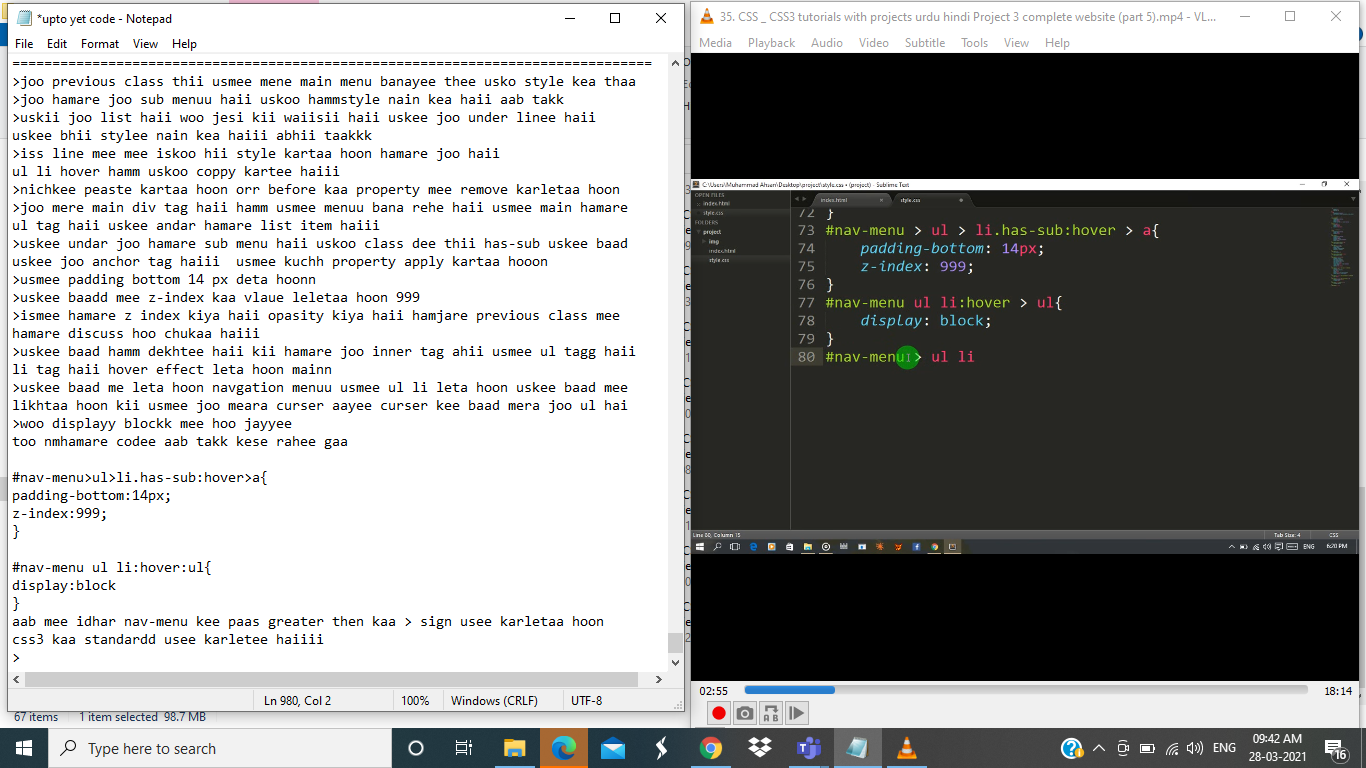 *upto yet code - Notepad
File Edit Format View Help
==============================================================================
>joo previous class thii usmee mene main menu banayee thee usko style kea thaa
>joo hamare joo sub menuu haii uskoo hammstyle nain kea haii aab takk
>uskii joo list haii woo jesi kii waiisii haii uskee joo under linee haii
uskee bhii stylee nain kea haiii abhii taakkk
>iss line mee mee iskoo hii style kartaa hoon hamare joo haii
ul li hover hamm uskoo coppy kartee haiii
>nichkee peaste kartaa hoon orr before kaa property mee remove karletaa hoon
>joo mere main div tag haii hamm usmee menuu bana rehe haii usmee main hamare
ul tag haii uskee andar hamare list item haiii
>uskee undar joo hamare sub menu haii uskoo class dee thii has-sub uskee baad
uskee joo anchor tag haiii  usmee kuchh property apply kartaa hooon
>usmee padding bottom 14 px deta hoonn
>uskee baadd mee z-index kaa vlaue leletaa hoon 999
>ismee hamare z index kiya haii opasity kiya haii hamjare previous class mee
hamare discuss hoo chukaa haiii
>uskee baad hamm dekhtee haii kii hamare joo inner tag ahii usmee ul tagg haii
li tag haii hover effect leta hoon mainn
>uskee baad me leta hoon navgation menuu usmee ul li leta hoon uskee baad mee
likhtaa hoon kii usmee joo meara curser aayee curser kee baad mera joo ul hai
>woo displayy blockk mee hoo jayyee
too nmhamare codee aab takk kese rahee gaa
#nav-menu>ul>li.has-sub:hover>a{
padding-bottom:14px;
z-index:999;
}
#nav-menu ul li:hover:ul{
display:block
}
aab mee idhar nav-menu kee paas greater then kaa > sign usee karletaa hoon
css3 kaa standardd usee karletee haiiii
>
Ln 980, Col 2 100% Windows (CRLF) UTF-8
67 items 1 item selected 98.7 MB
35. CSS _ CSS3 tutorials with projects urdu hindi Project 3 complete website (part 5).mp4 - VL...
Media Playback Audio Video Subtitle Tools View Help
C:\Users\Muhammad Ahsan\Desktop\project\style.css • (project) - Sublime Text
OPEN FILES
index.html
style.css
FOLDERS
project
img
index.html
style.css
index.html style.css
72 }
73 #nav-menu > ul > li.has-sub:hover > a{
74 padding-bottom: 14px;
75 z-index: 999;
76 }
77 #nav-menu ul li:hover > ul{
78 display: block;
79 }
80 #nav-menu > ul li
Tab Size: 4 CSS
ENG 6:20 PM
02:55 18:14
Type here to search
ENG
09:42 AM
28-03-2021
16